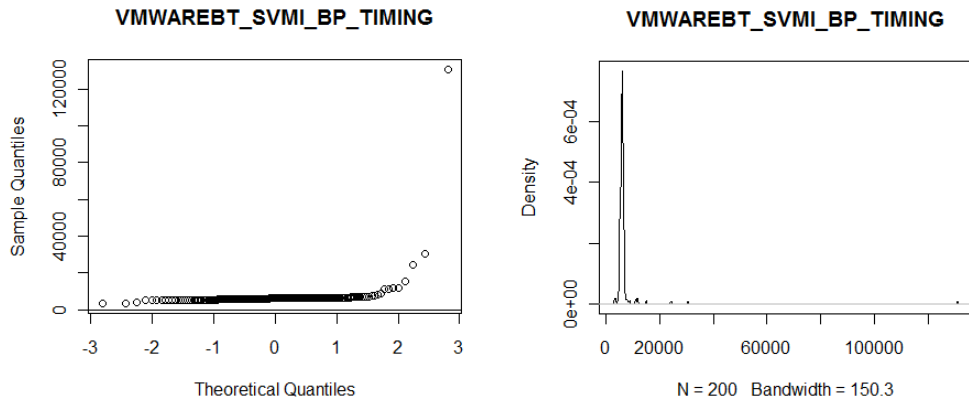 VMWAREBT_SVMI_BP_TIMING
Sample Quantiles
0
40000
80000
120000
-3
-2
-1
0
1
2
3
Theoretical Quantiles
VMWAREBT_SVMI_BP_TIMING
Density
0e+00
4e-04
6e-04
0
20000
60000
100000
N = 200 Bandwidth = 150.3